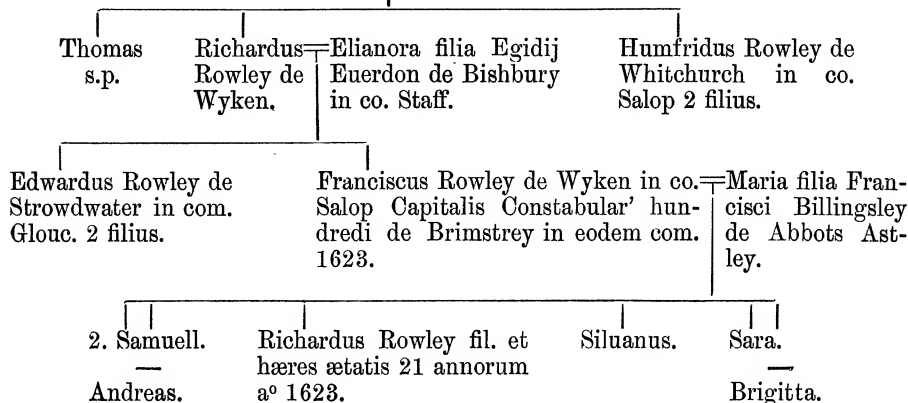 Thomas
s.p.
Richardus
Rowley de
Wyken.
Elianora filia Egidij
Euerdon de Bishbury
in co. Staff.
Humfridus Rowley de
Whitchurch in co.
Salop 2 filius.
Edwardus Rowley de
Strowdwater in com.
Glouc. 2 filius.
Franciscus Rowley de Wyken in co.
Salop Capitalis Constabular' hun-
dredi de Brimstrey in eodem com.
1623.
Maria filia Fran-
cisci Billingsley
de Abbots Ast-
ley.
2. Samuell.
Andreas.
Richardus Rowley fil. et
hæres ætatis 21 annorum
aº 1623.
Siluanus.
Sara.
Brigitta.